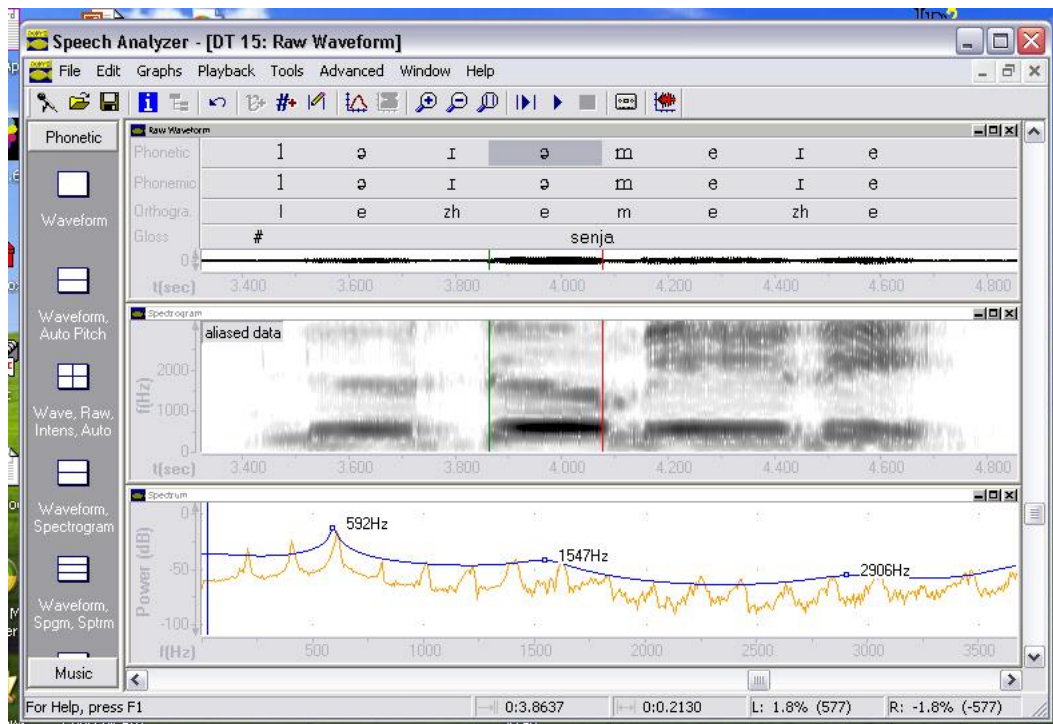 Speech Analyzer - [DT 15: Raw Waveform]
File Edit Graphs Playback Tools Advanced Window Help
Phonetic
Waveform
Waveform,
Auto Pitch
Wave, Raw,
Intens, Auto
Waveform,
Spectrogram
Waveform,
Spgm, Sptrm
Music
Raw Waveform
Phonetic l ə ɪ ə m e ɪ e
Phonemic l ə ɪ ə m e ɪ e
Orthogra. l e zh e m e zh e
Gloss # senja
0
t(sec) 3.400 3.600 3.800 4.000 4.200 4.400 4.600 4.800
Spectrogram
aliased data
f(Hz)
2000
1000
0
t(sec) 3.400 3.600 3.800 4.000 4.200 4.400 4.600 4.800
Spectrum
Power (dB)
0
-50
-100
592Hz
1547Hz
2906Hz
f(Hz) 500 1000 1500 2000 2500 3000 3500
For Help, press F1 0:3.8637 0:0.2130 L: 1.8% (577) R: -1.8% (-577)